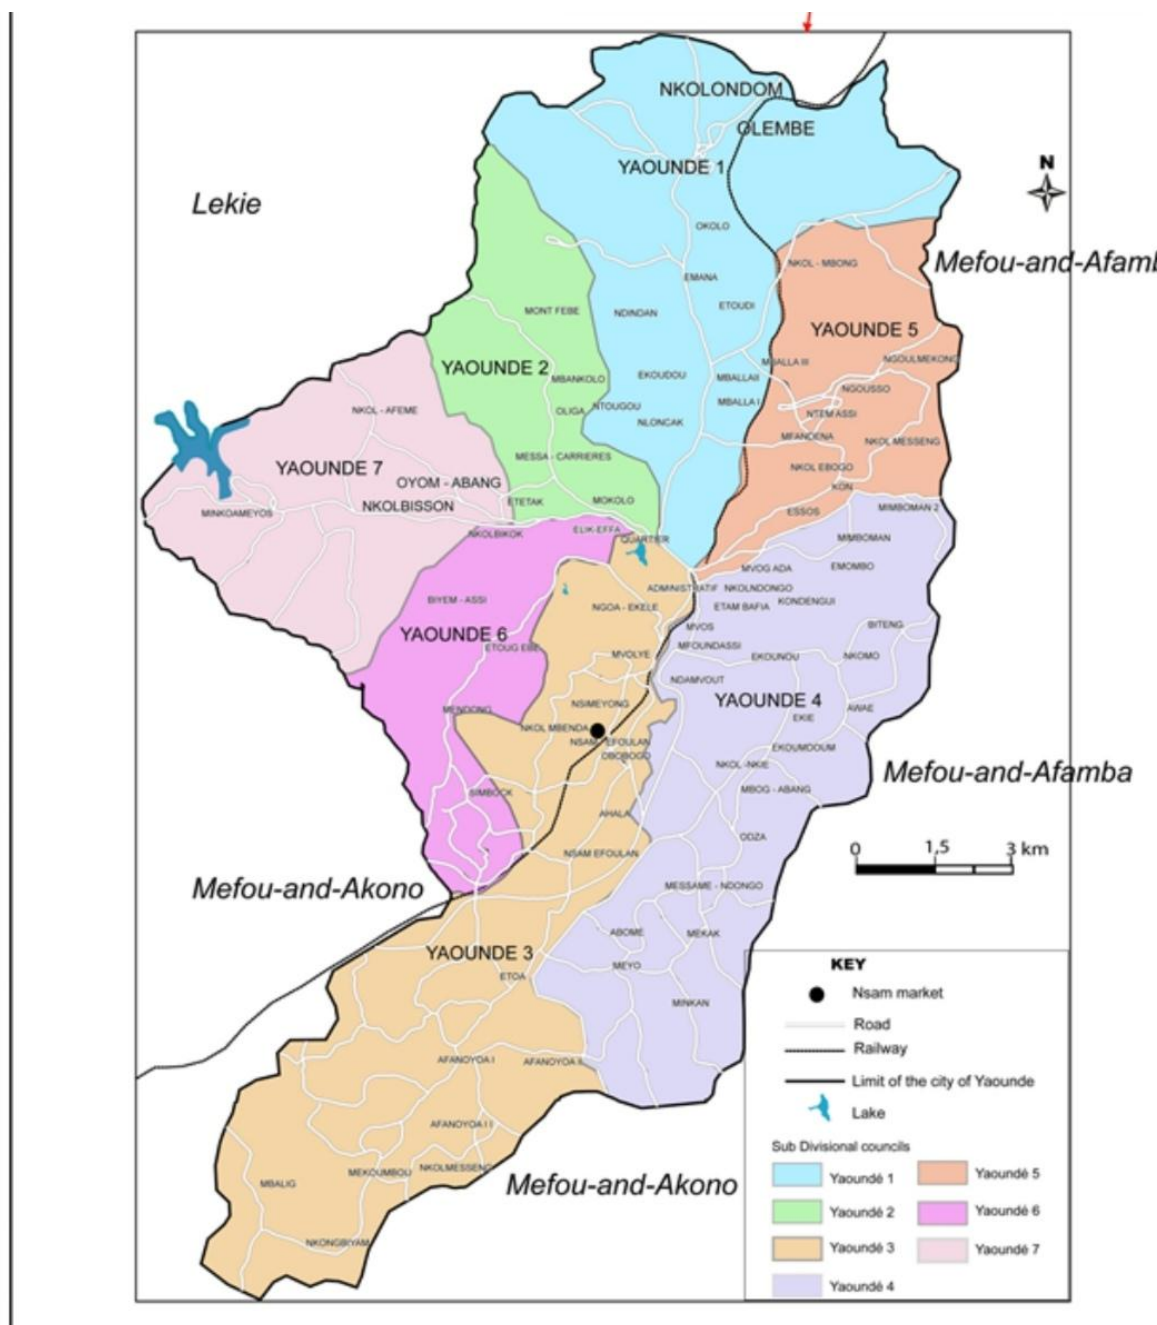 NKOLONDOM
OLEMBE
YAOUNDE 1
N
Lekie
OKOLO
Mefou-and-Afamb
NKOL - MBONG
EMANA
ETOUDI
MONT FEBE
NDINDAN
YAOUNDE 5
NGOULMEKONG
YAOUNDE 2
MBALLA III
EKOUDOU
MBALLAII
MBANKOLO
NGOUSSO
NKOL - AFEME
OLIGA
NTOUGOU
MBALLA I
NTEM ASSI
NLONCAK
MFANDENA
NKOL MESSENG
MESSA - CARRIERES
YAOUNDE 7
NKOL EBOGO
OYOM - ABANG
KON
NKOLBISSON
ETETAK
MOKOLO
MINKOAMEYOS
ESSOS
MIMBOMAN 2
NKOLBIKOK
ELIK-EFFA
QUARTIER
MIMBOMAN
MVOG ADA
EMOMBO
ADMINISTRATIF
NKOLNDONGO
BIYEM - ASSI
NGOA - EKELE
ETAM BAFIA
KONDENGUI
MVOS
BITENG
YAOUNDE 6
ETOUG EBE
MFOUNDASSI
MVOLYE
EKOUNOU
NKOMO
NDAMVOUT
YAOUNDE 4
NSIMEYONG
MENDONG
AWAE
EKIE
NKOL MBENDA
NSAM - EFOULAN
EKOUMDOUM
OBOBOGO
NKOL -NKIE
Mefou-and-Afamba
SIMBOCK
MBOG - ABANG
AHALA
ODZA
0 1,5 3 km
NSAM EFOULAN
Mefou-and-Akono
MESSAME - NDONGO
ABOME
MEKAK
YAOUNDE 3
MEYO
ETOA
MINKAN
AFANOYOA I
AFANOYOA II
AFANOYOA I I
MEKOUMBOU
NKOLMESSENG
MBALIG
Mefou-and-Akono
NKONGBIYAM
KEY
Nsam market
Road
Railway
Limit of the city of Yaounde
Lake
Sub Divisional councils
Yaoundé 1
Yaoundé 5
Yaoundé 2
Yaoundé 6
Yaoundé 3
Yaoundé 7
Yaoundé 4